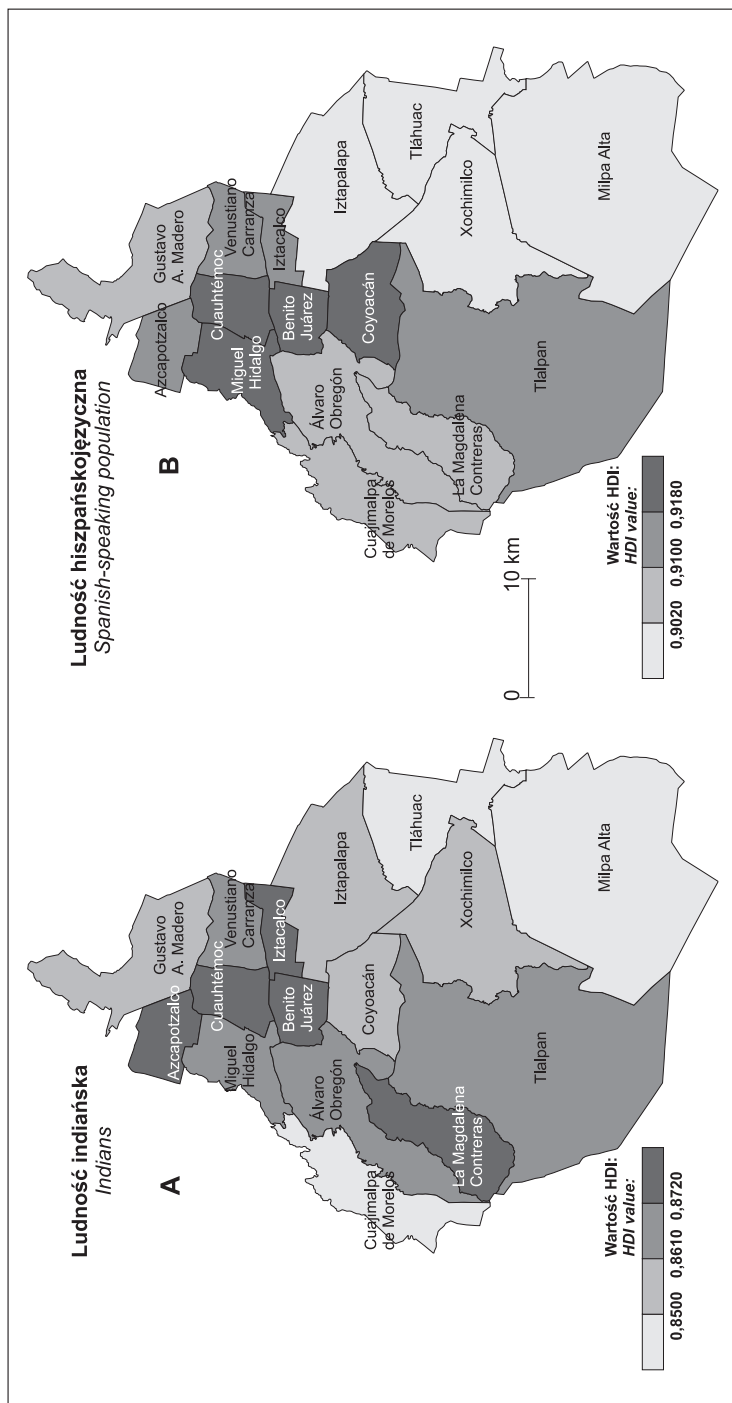 Ludność indiańska
Indians
A
Azcapotzalco
Gustavo
A. Madero
Miguel
Hidalgo
Cuauhtémoc
Venustiano
Carranza
Cuajimalpa
de Morelos
Álvaro
Obregón
Benito
Juárez
Iztacalco
La Magdalena
Contreras
Coyoacán
Iztapalapa
Tlalpan
Xochimilco
Tláhuac
Milpa Alta
Wartość HDI:
HDI value:
0,8500 0,8610 0,8720
0 10 km
Ludność hiszpańskojęzyczna
Spanish-speaking population
B
Azcapotzalco
Gustavo
A. Madero
Miguel
Hidalgo
Cuauhtémoc
Venustiano
Carranza
Cuajimalpa
de Morelos
Álvaro
Obregón
Benito
Juárez
Iztacalco
La Magdalena
Contreras
Coyoacán
Iztapalapa
Tlalpan
Xochimilco
Tláhuac
Milpa Alta
Wartość HDI:
HDI value:
0,9020 0,9100 0,9180